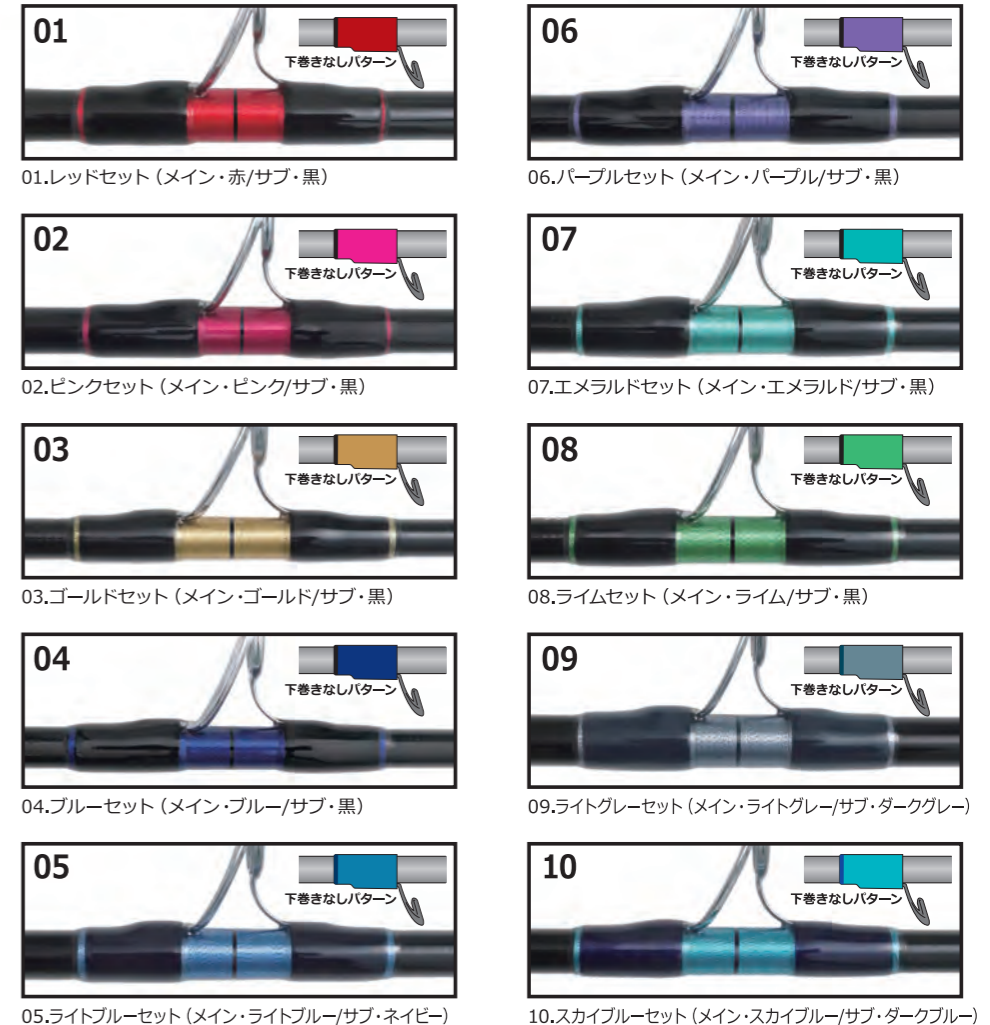 01
下巻きなしパターン
01.レッドセット（メイン・赤/サブ・黒）
02
下巻きなしパターン
02.ピンクセット（メイン・ピンク/サブ・黒）
03
下巻きなしパターン
03.ゴールドセット（メイン・ゴールド/サブ・黒）
04
下巻きなしパターン
04.ブルーセット（メイン・ブルー/サブ・黒）
05
下巻きなしパターン
05.ライトブルーセット（メイン・ライトブルー/サブ・ネイビー）
06
下巻きなしパターン
06.パープルセット（メイン・パープル/サブ・黒）
07
下巻きなしパターン
07.エメラルドセット（メイン・エメラルド/サブ・黒）
08
下巻きなしパターン
08.ライムセット（メイン・ライム/サブ・黒）
09
下巻きなしパターン
09.ライトグレーセット（メイン・ライトグレー/サブ・ダークグレー）
10
下巻きなしパターン
10.スカイブルーセット（メイン・スカイブルー/サブ・ダークブルー）